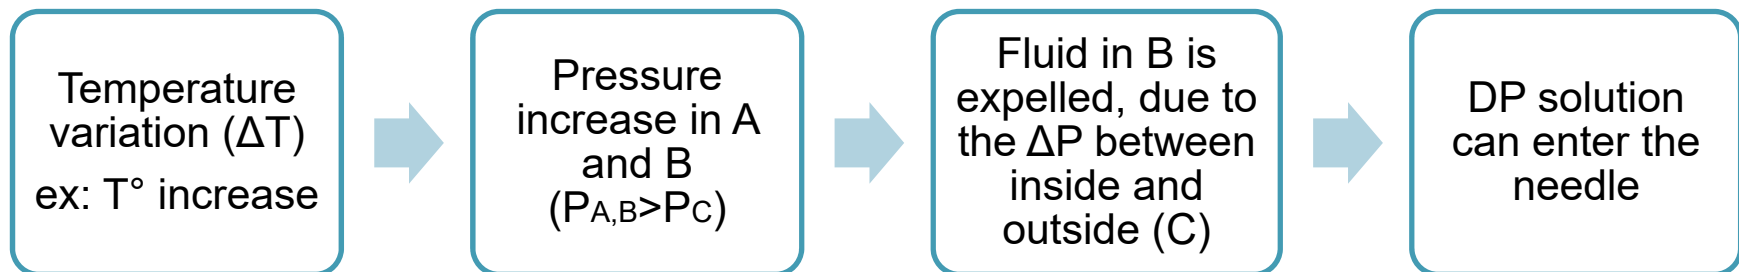 Temperature
variation (ΔT)
ex: T° increase
Pressure
increase in A
and B
(PA,B>PC)
Fluid in B is
expelled, due to
the ΔP between
inside and
outside (C)
DP solution
can enter the
needle